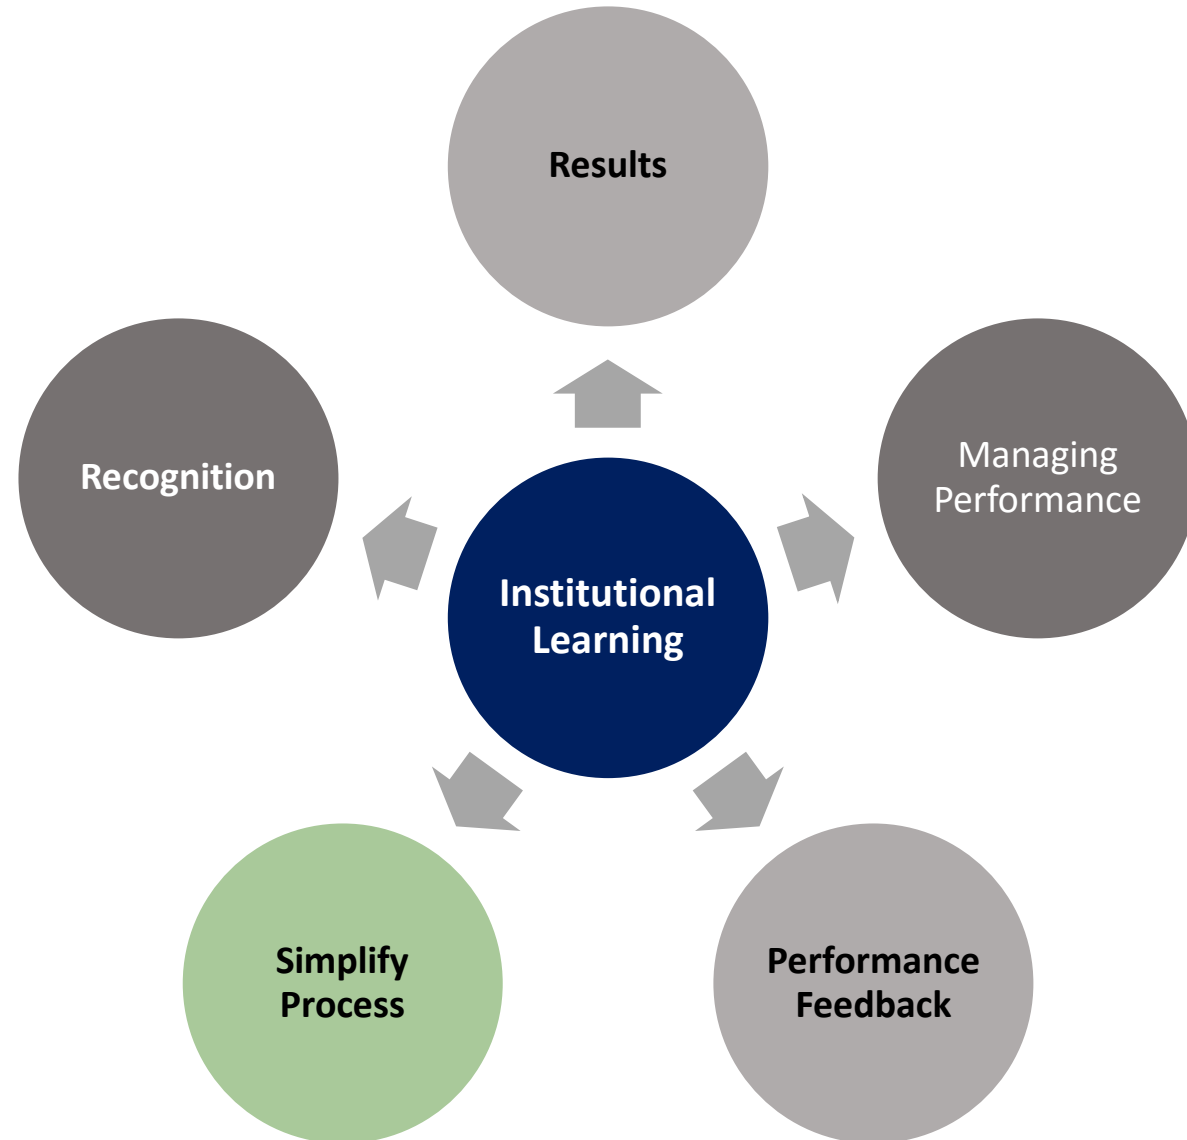 Results
Recognition
Managing
Performance
Institutional
Learning
Simplify
Process
Performance
Feedback